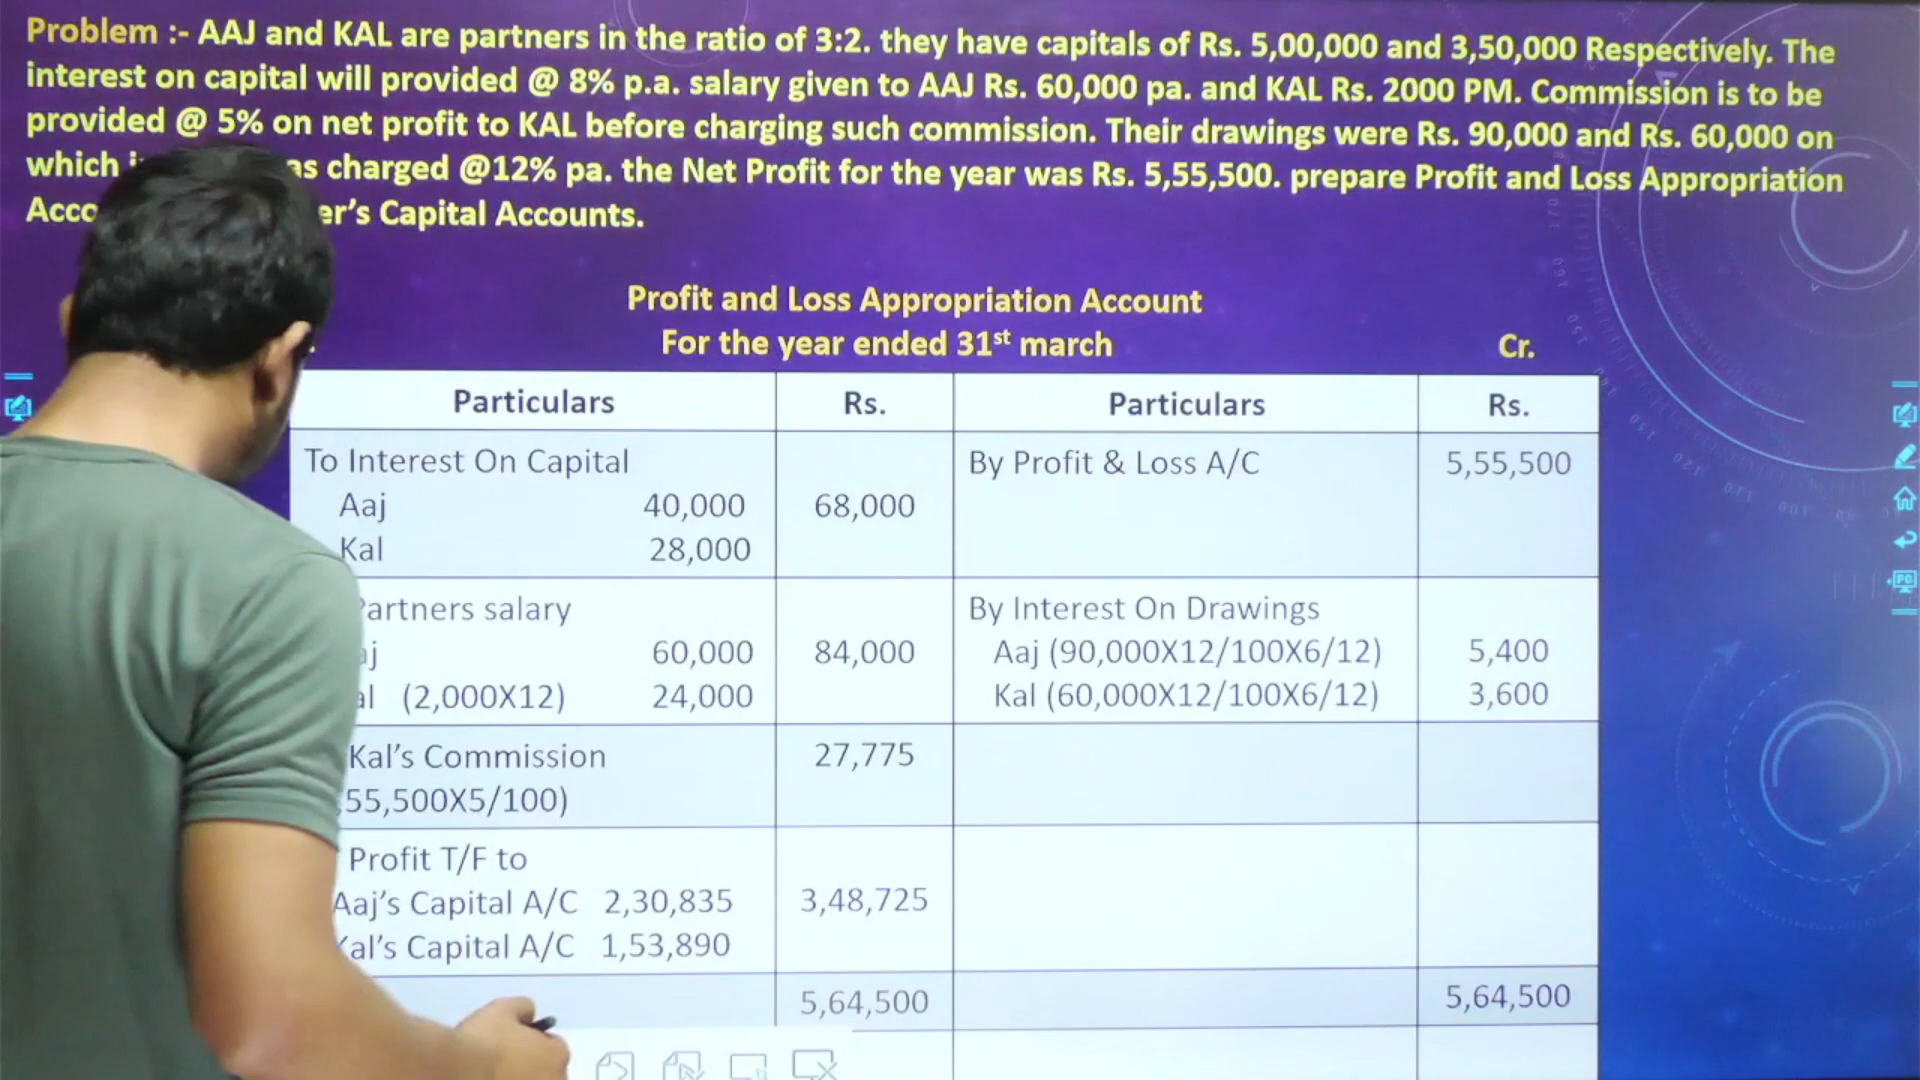 Problem :- AAJ and KAL are partners in the ratio of 3:2. they have capitals of Rs. 5,00,000 and 3,50,000 Respectively. The
interest on capital will provided @ 8% p.a. salary given to AAJ Rs. 60,000 pa. and KAL Rs. 2000 PM. Commission is to be
provided @ 5% on net profit to KAL before charging such commission. Their drawings were Rs. 90,000 and Rs. 60,000 on
which charged @12% pa. the Net Profit for the year was Rs. 5,55,500. prepare Profit and Loss Appropriation
Capital Accounts.
Profit and Loss Appropriation Account
For the year ended 31st march Cr.
Particulars Rs. Particulars Rs.
To Interest On Capital By Profit & Loss A/C 5,55,500
Aaj 40,000 68,000
Kal 28,000
salary By Interest On Drawings
60,000 84,000 Aaj (90,000X12/100X6/12) 5,400
(2,000X12) 24,000 Kal (60,000X12/100X6/12) 3,600
Kal's Commission 27,775
55,500X5/100)
Profit T/F to
Aaj's Capital A/C 2,30,835 3,48,725
Kal's Capital A/C 1,53,890
5,64,500 5,64,500